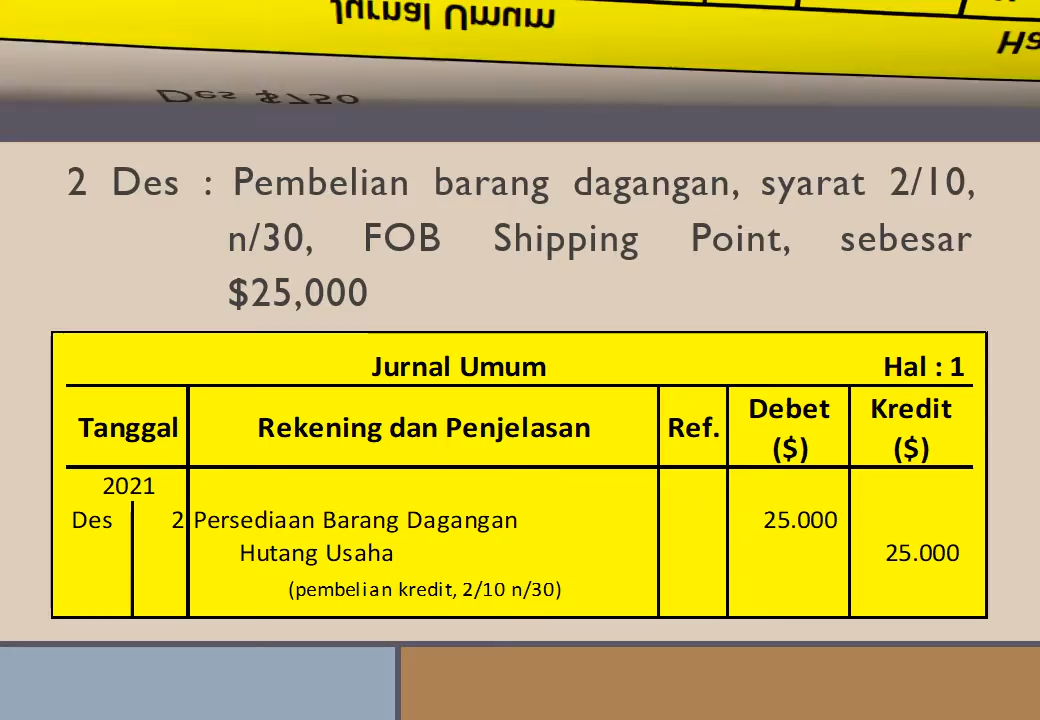 Jurnal Umum
2 Des : Pembelian barang dagangan, syarat 2/10,
n/30, FOB Shipping Point, sebesar
$25,000
Jurnal Umum Hal : 1
Tanggal Rekening dan Penjelasan Ref. Debet ($) Kredit ($)
2021
Des 2 Persediaan Barang Dagangan 25.000
Hutang Usaha 25.000
(pembelian kredit, 2/10 n/30)